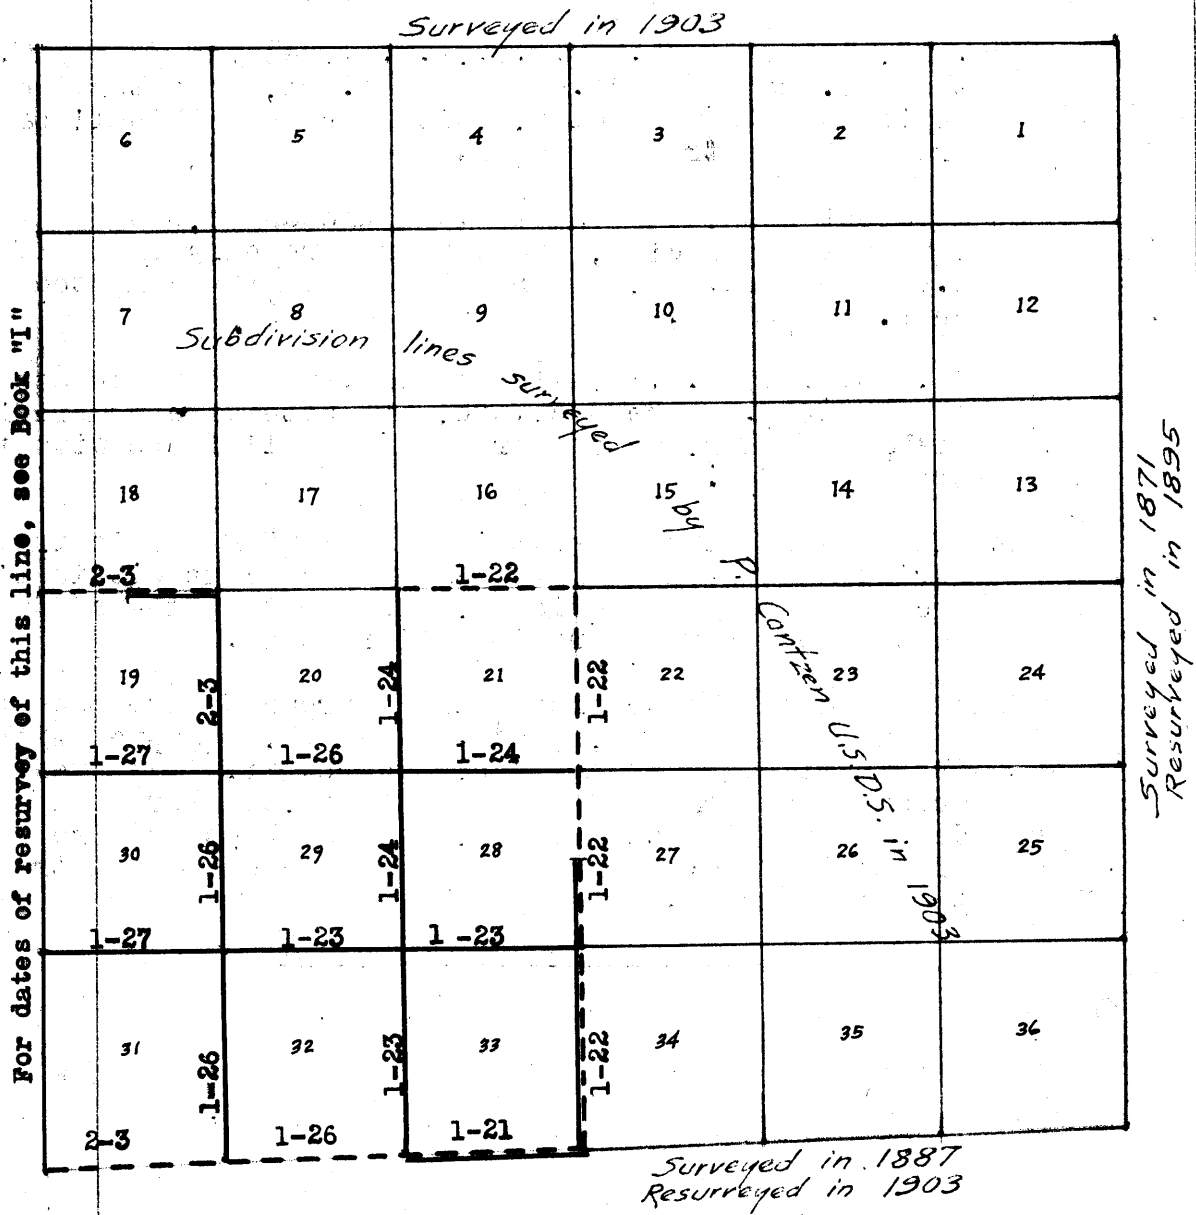 Surveyed in 1903
6 5 4 3 2 1
7 8 9 10 11 12
Subdivision lines surveyed by P. Contzen U.S.D.S. in 1903
18 17 16 15 14 13
2-3 1-22
19 20 21 22 23 24
2-3 1-24 1-22
1-27 1-26 1-24
30 29 28 27 26 25
1-26 1-24 1-22
1-27 1-23 1 -23
31 32 33 34 35 36
1-26 1-23 1-22
2-3 1-26 1-21
Surveyed in 1887
Resurveyed in 1903
For dates of resurvey of this line, see Book "I"
Surveyed in 1871
Resurveyed in 1895